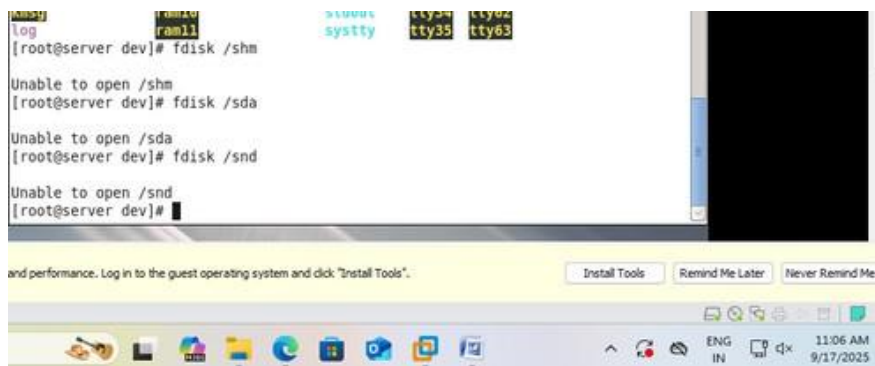 kmsg ram10 stdout tty34 tty62
log ram11 systty tty35 tty63
[root@server dev]# fdisk /shm
Unable to open /shm
[root@server dev]# fdisk /sda
Unable to open /sda
[root@server dev]# fdisk /snd
Unable to open /snd
[root@server dev]#
and performance. Log in to the guest operating system and click "Install Tools". Install Tools Remind Me Later Never Remind Me
ENG 11:06 AM
IN 9/17/2025